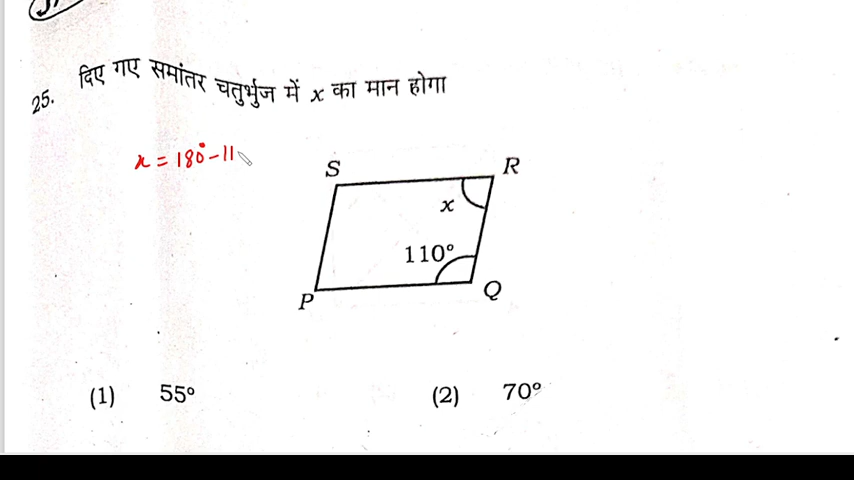 25. दिए गए समांतर चतुर्भुज में x का मान होगा
x = 180° - 11
S
R
x
110°
P
Q
(1) 55°
(2) 70°